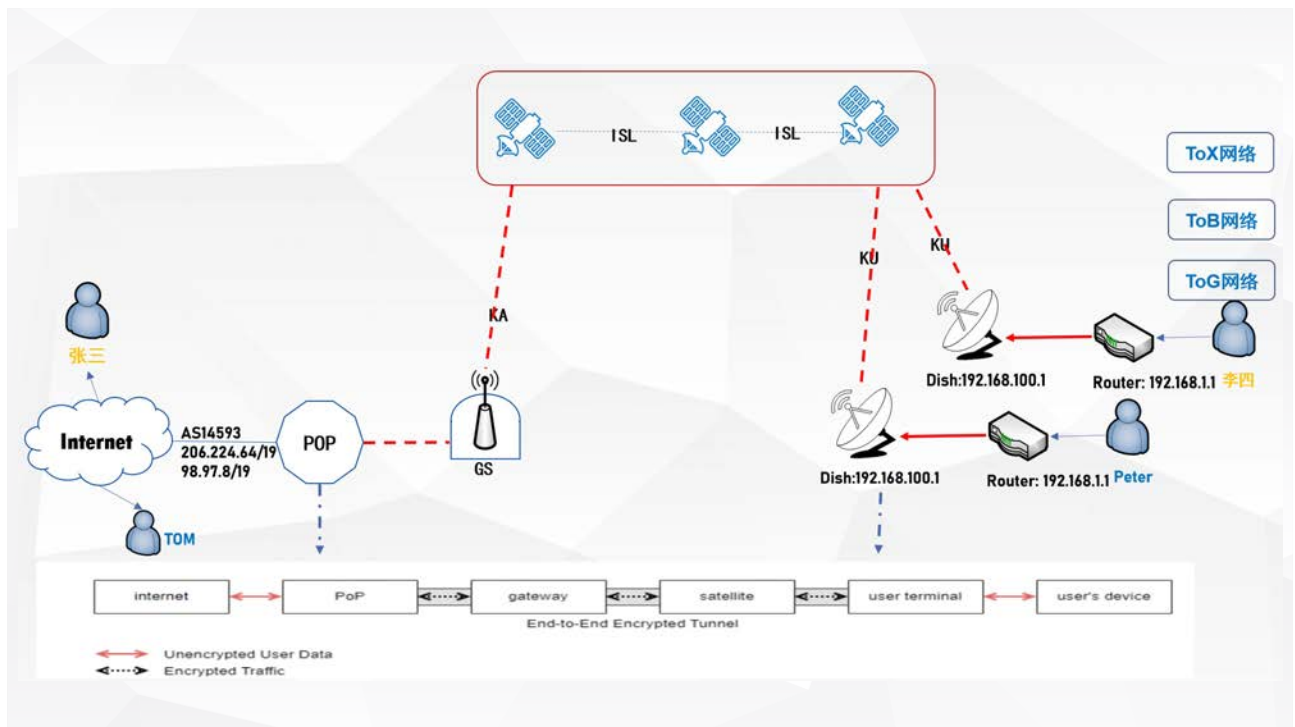 ISL
ISL
ToX网络
ToB网络
ToG网络
KU
KU
KA
张三
Dish:192.168.100.1
Router: 192.168.1.1
李四
Internet
AS14593
206.224.64/19
98.97.8/19
POP
GS
Dish:192.168.100.1
Router: 192.168.1.1
Peter
TOM
internet
PoP
gateway
satellite
user terminal
user's device
End-to-End Encrypted Tunnel
Unencrypted User Data
Encrypted Traffic